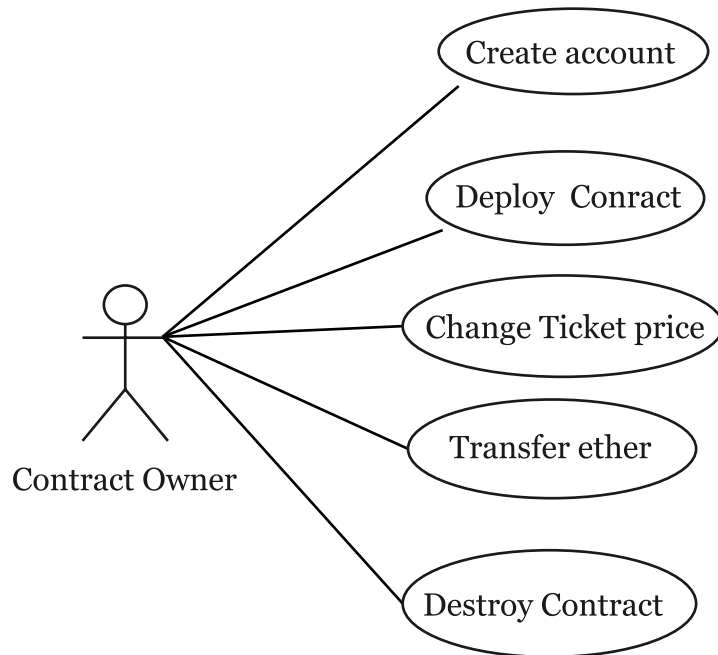 Create account
Deploy Conract
Change Ticket price
Transfer ether
Contract Owner
Destroy Contract